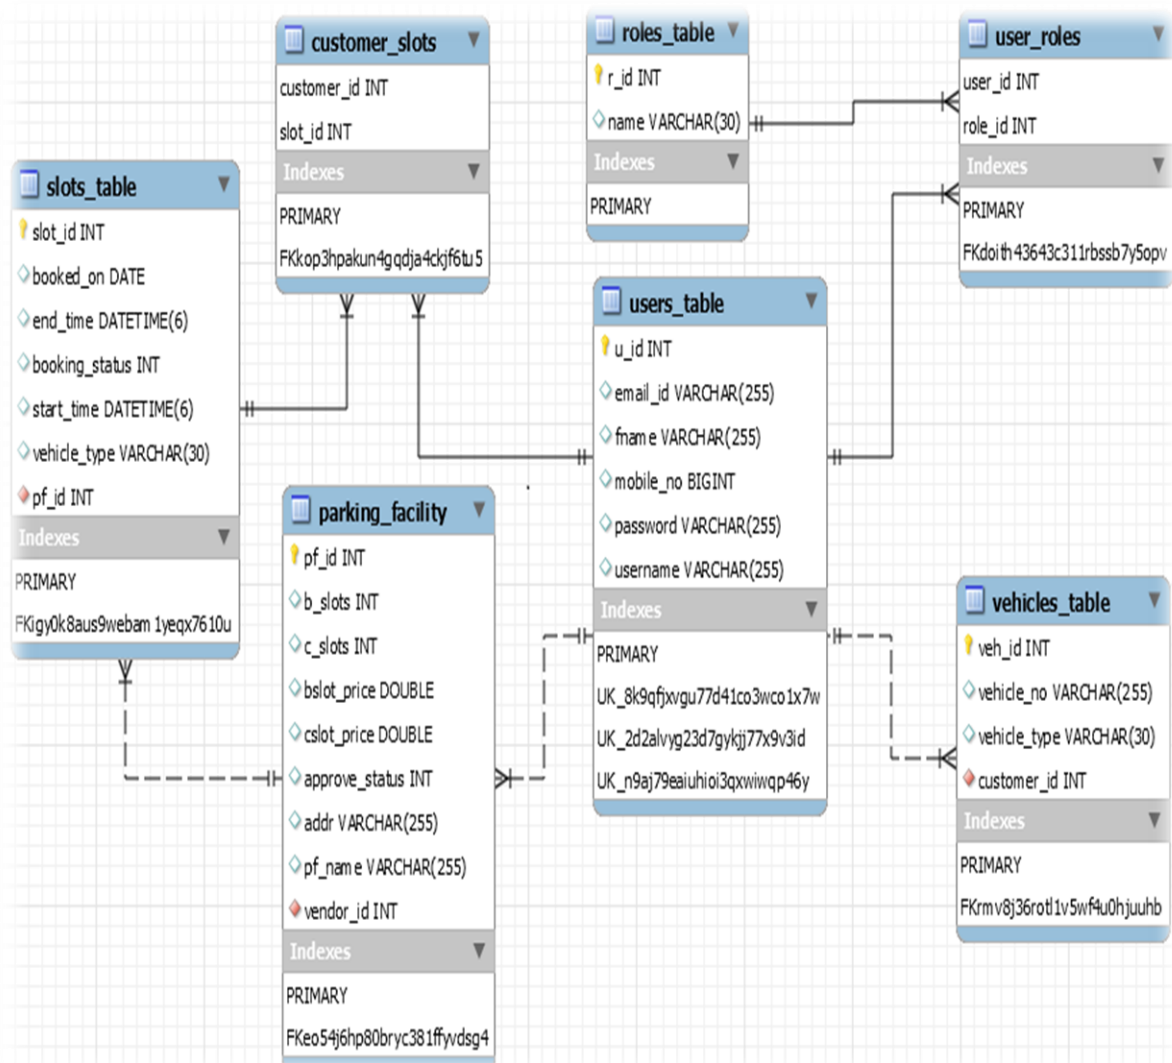 customer_slots
customer_id INT
slot_id INT
Indexes
PRIMARY
FKkop3hpakun4gqdja4ckjf6tu5
roles_table
r_id INT
name VARCHAR(30)
Indexes
PRIMARY
user_roles
user_id INT
role_id INT
Indexes
PRIMARY
FKdoith43643c311rbssb7y5opv
slots_table
slot_id INT
booked_on DATE
end_time DATETIME(6)
booking_status INT
start_time DATETIME(6)
vehicle_type VARCHAR(30)
pf_id INT
Indexes
PRIMARY
FKigy0k8aus9webam1yeqx7610u
users_table
u_id INT
email_id VARCHAR(255)
fname VARCHAR(255)
mobile_no BIGINT
password VARCHAR(255)
username VARCHAR(255)
Indexes
PRIMARY
UK_8k9qfjxvgu77d41co3wco1x7w
UK_2d2alvyg23d7gykjj77x9v3id
UK_n9aj79eaiuhioi3qxwiwqp46y
parking_facility
pf_id INT
b_slots INT
c_slots INT
bslot_price DOUBLE
cslot_price DOUBLE
approve_status INT
addr VARCHAR(255)
pf_name VARCHAR(255)
vendor_id INT
Indexes
PRIMARY
FKeo54j6hp80bryc381ffyvdsg4
vehicles_table
veh_id INT
vehicle_no VARCHAR(255)
vehicle_type VARCHAR(30)
customer_id INT
Indexes
PRIMARY
FKrmv8j36rotl1v5wf4u0hjuuhb